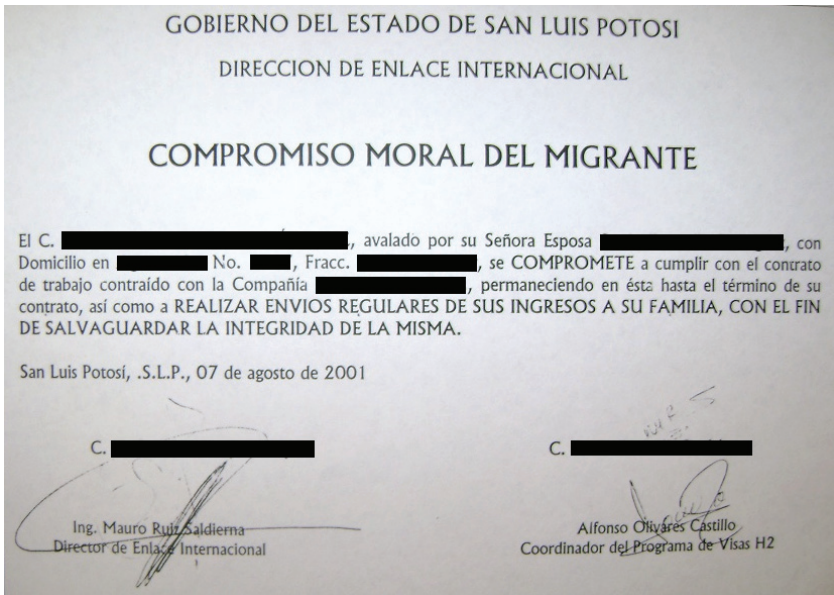 GOBIERNO DEL ESTADO DE SAN LUIS POTOSI
DIRECCION DE ENLACE INTERNACIONAL
COMPROMISO MORAL DEL MIGRANTE
El C. , avalado por su Señora Esposa , con
Domicilio en No. , Fracc. , se COMPROMETE a cumplir con el contrato
de trabajo contraído con la Compañía , permaneciendo en ésta hasta el término de su
contrato, así como a REALIZAR ENVIOS REGULARES DE SUS INGRESOS A SU FAMILIA, CON EL FIN
DE SALVAGUARDAR LA INTEGRIDAD DE LA MISMA.
San Luis Potosí, .S.L.P., 07 de agosto de 2001
C.
C.
Ing. Mauro Ruiz Saldierna
Director de Enlace Internacional
Alfonso Olivares Castillo
Coordinador del Programa de Visas H2